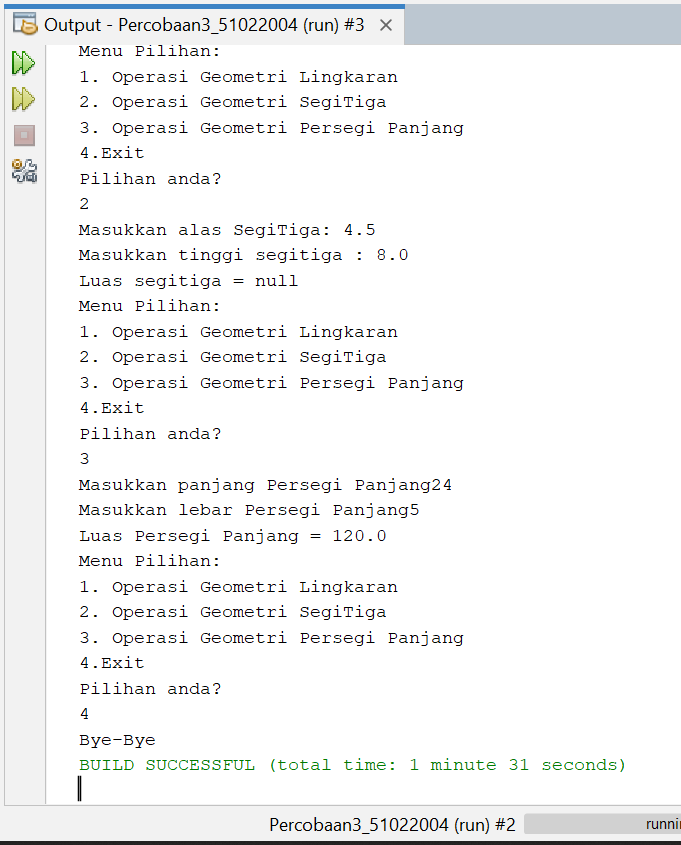 Output - Percobaan3_51022004 (run) #3 ×
Menu Pilihan:
1. Operasi Geometri Lingkaran
2. Operasi Geometri SegiTiga
3. Operasi Geometri Persegi Panjang
4.Exit
Pilihan anda?
2
Masukkan alas SegiTiga: 4.5
Masukkan tinggi segitiga : 8.0
Luas segitiga = null
Menu Pilihan:
1. Operasi Geometri Lingkaran
2. Operasi Geometri SegiTiga
3. Operasi Geometri Persegi Panjang
4.Exit
Pilihan anda?
3
Masukkan panjang Persegi Panjang24
Masukkan lebar Persegi Panjang5
Luas Persegi Panjang = 120.0
Menu Pilihan:
1. Operasi Geometri Lingkaran
2. Operasi Geometri SegiTiga
3. Operasi Geometri Persegi Panjang
4.Exit
Pilihan anda?
4
Bye-Bye
BUILD SUCCESSFUL (total time: 1 minute 31 seconds)
Percobaan3_51022004 (run) #2